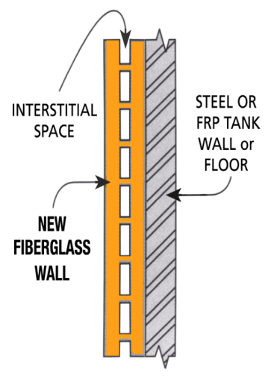 INTERSTITIAL
SPACE
STEEL OR
FRP TANK
WALL or
FLOOR
NEW
FIBERGLASS
WALL